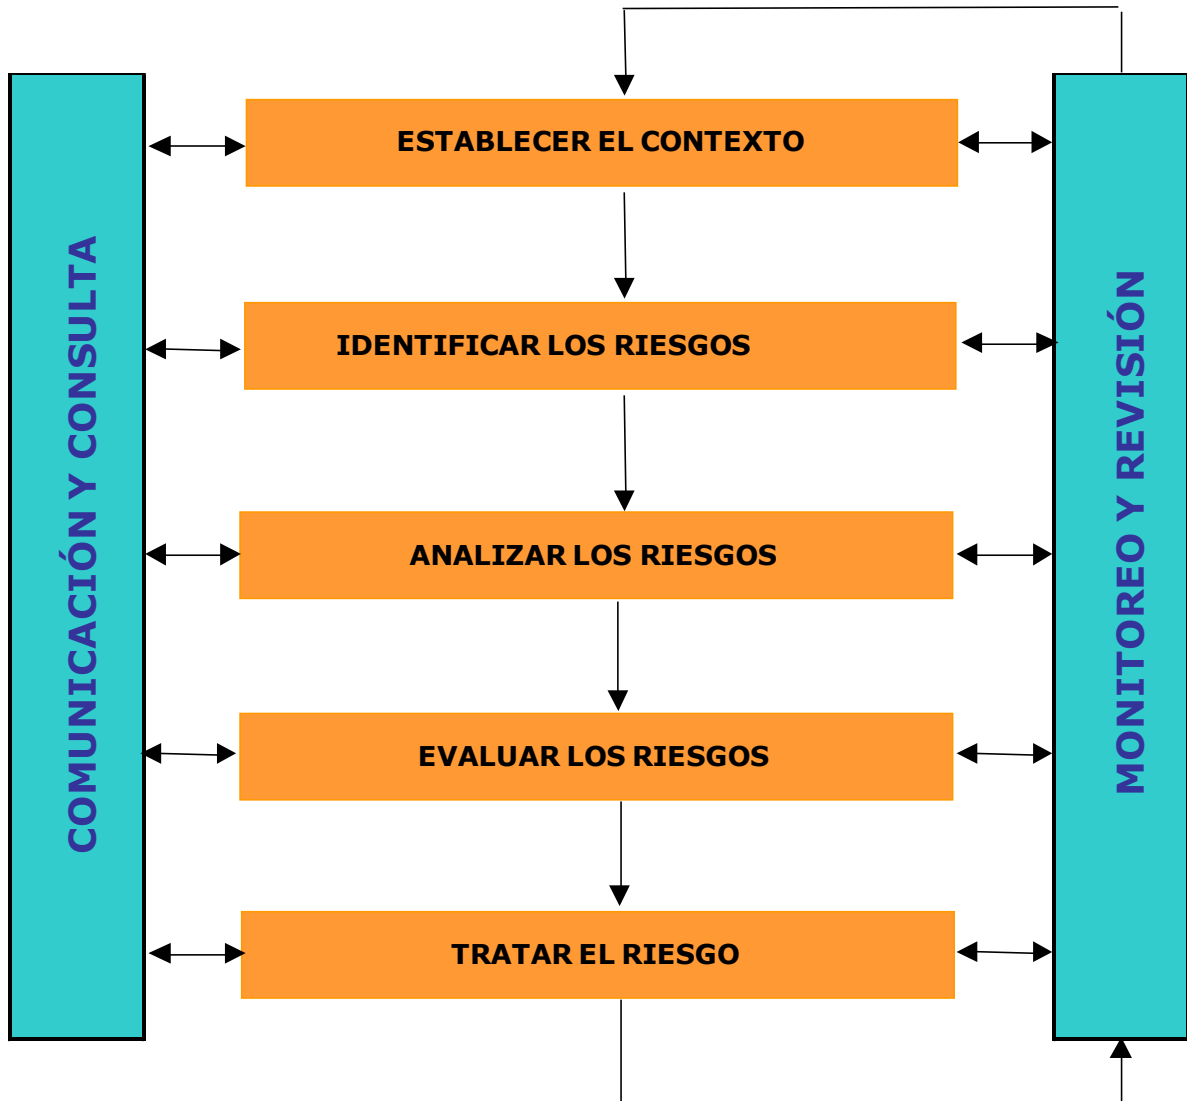 ESTABLECER EL CONTEXTO
IDENTIFICAR LOS RIESGOS
ANALIZAR LOS RIESGOS
EVALUAR LOS RIESGOS
TRATAR EL RIESGO
COMUNICACIÓN Y CONSULTA
MONITOREO Y REVISIÓN